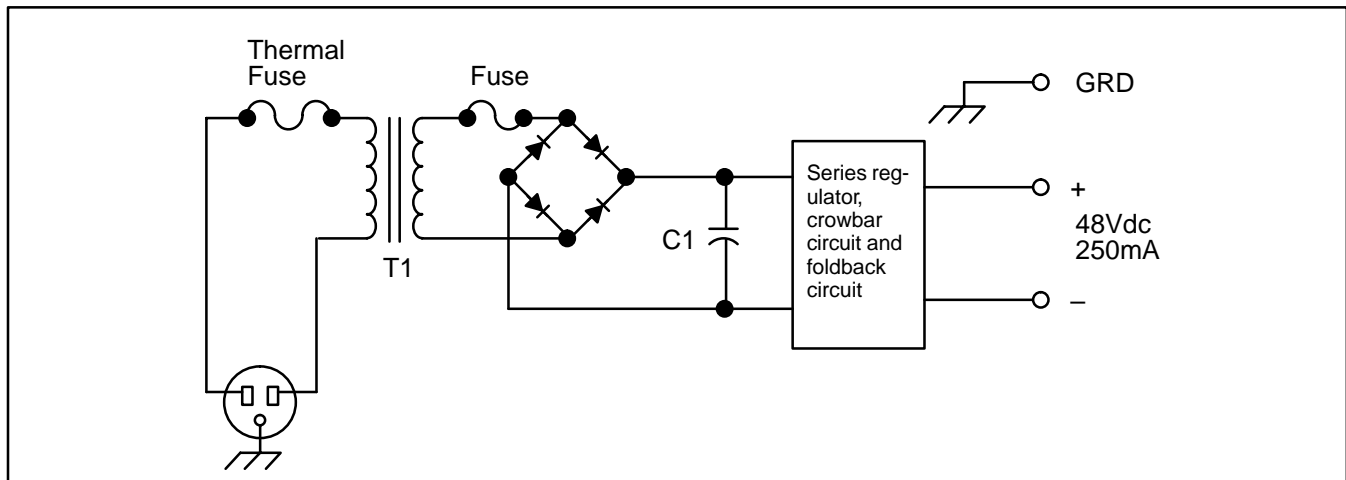 Thermal
Fuse
Fuse
GRD
T1
C1
Series reg-
ulator,
crowbar
circuit and
foldback
circuit
+
48Vdc
250mA
–